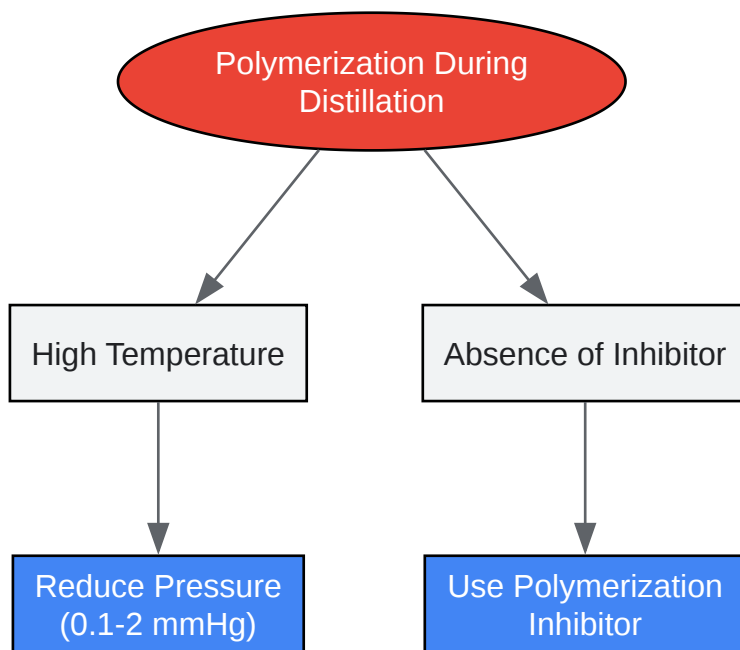 Polymerization During
Distillation
High Temperature
Absence of Inhibitor
Reduce Pressure
(0.1-2 mmHg)
Use Polymerization
Inhibitor